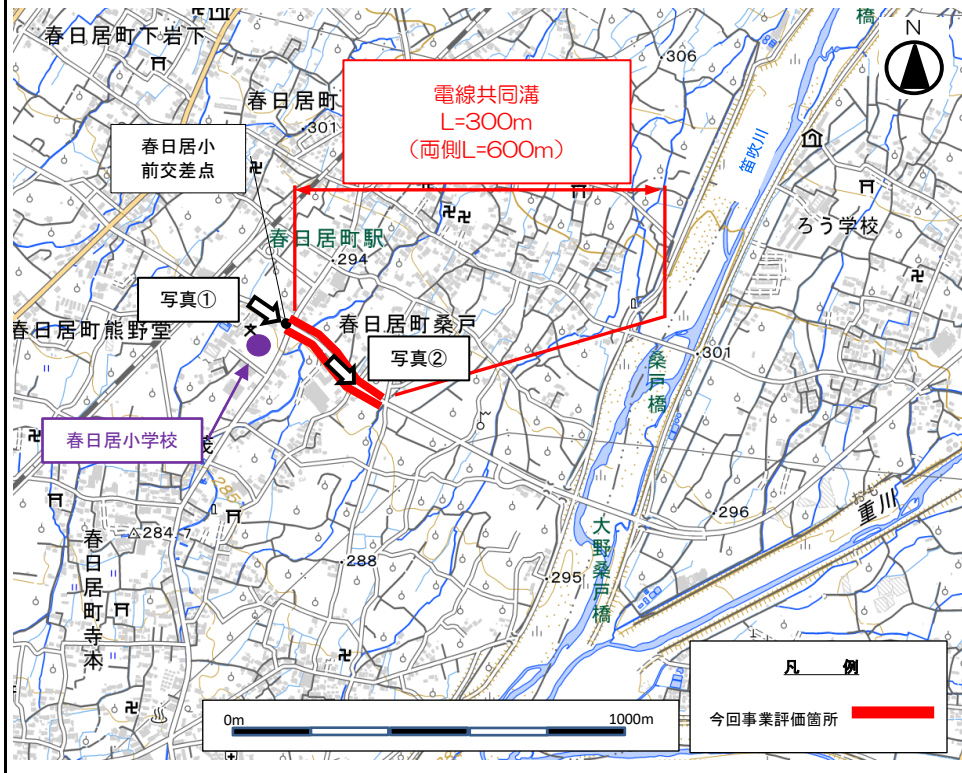 春日居町下岩下
橋
N
306
電線共同溝
L=300m
（両側L=600m）
春日居町
301
春日居小
前交差点
笛吹川
ろう学校
春日居町駅
294
写真①
春日居町熊野堂
春日居町桑戸
写真②
301
桑戸橋
春日居小学校
茂
285
重川
おも
284.7
296
288
大野桑戸橋
295
春日居町寺本
凡　例
今回事業評価箇所
0m
1000m